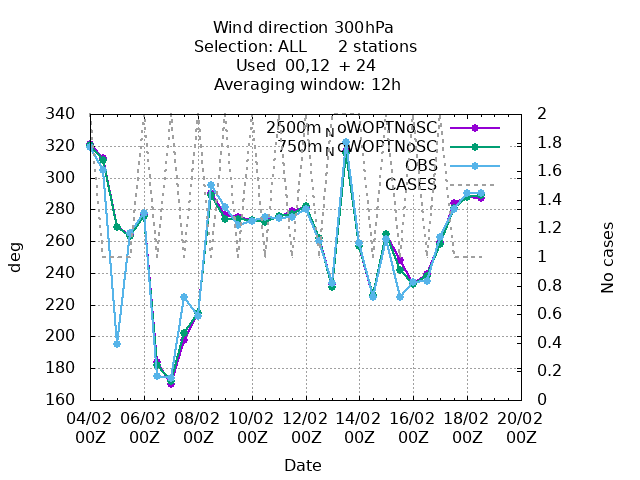 Wind direction 300hPa
Selection: ALL 2 stations
Used 00,12 + 24
Averaging window: 12h
340
320
300
280
260
240
220
200
180
160
2
1.8
1.6
1.4
1.2
1
0.8
0.6
0.4
0.2
0
2500m NoWOPTNoSC
750m NoWOPTNoSC
OBS
CASES
deg
No cases
04/02 06/02 08/02 10/02 12/02 14/02 16/02 18/02 20/02
00Z 00Z 00Z 00Z 00Z 00Z 00Z 00Z 00Z
Date